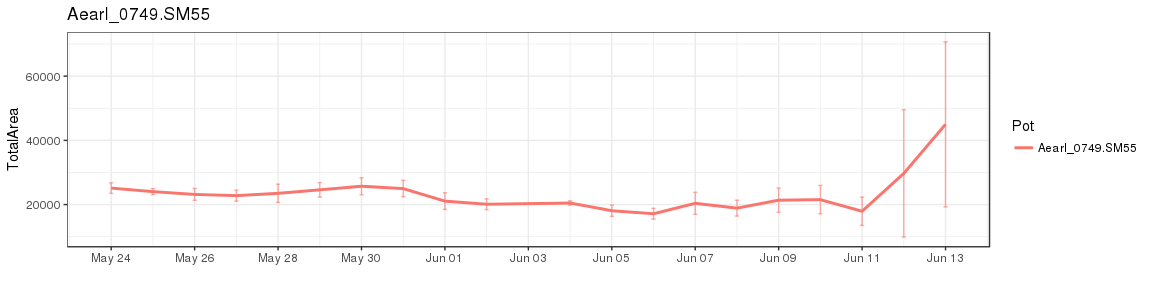 Aearl_0749.SM55
TotalArea
60000
40000
20000
May 24 May 26 May 28 May 30 Jun 01 Jun 03 Jun 05 Jun 07 Jun 09 Jun 11 Jun 13
Pot
Aearl_0749.SM55